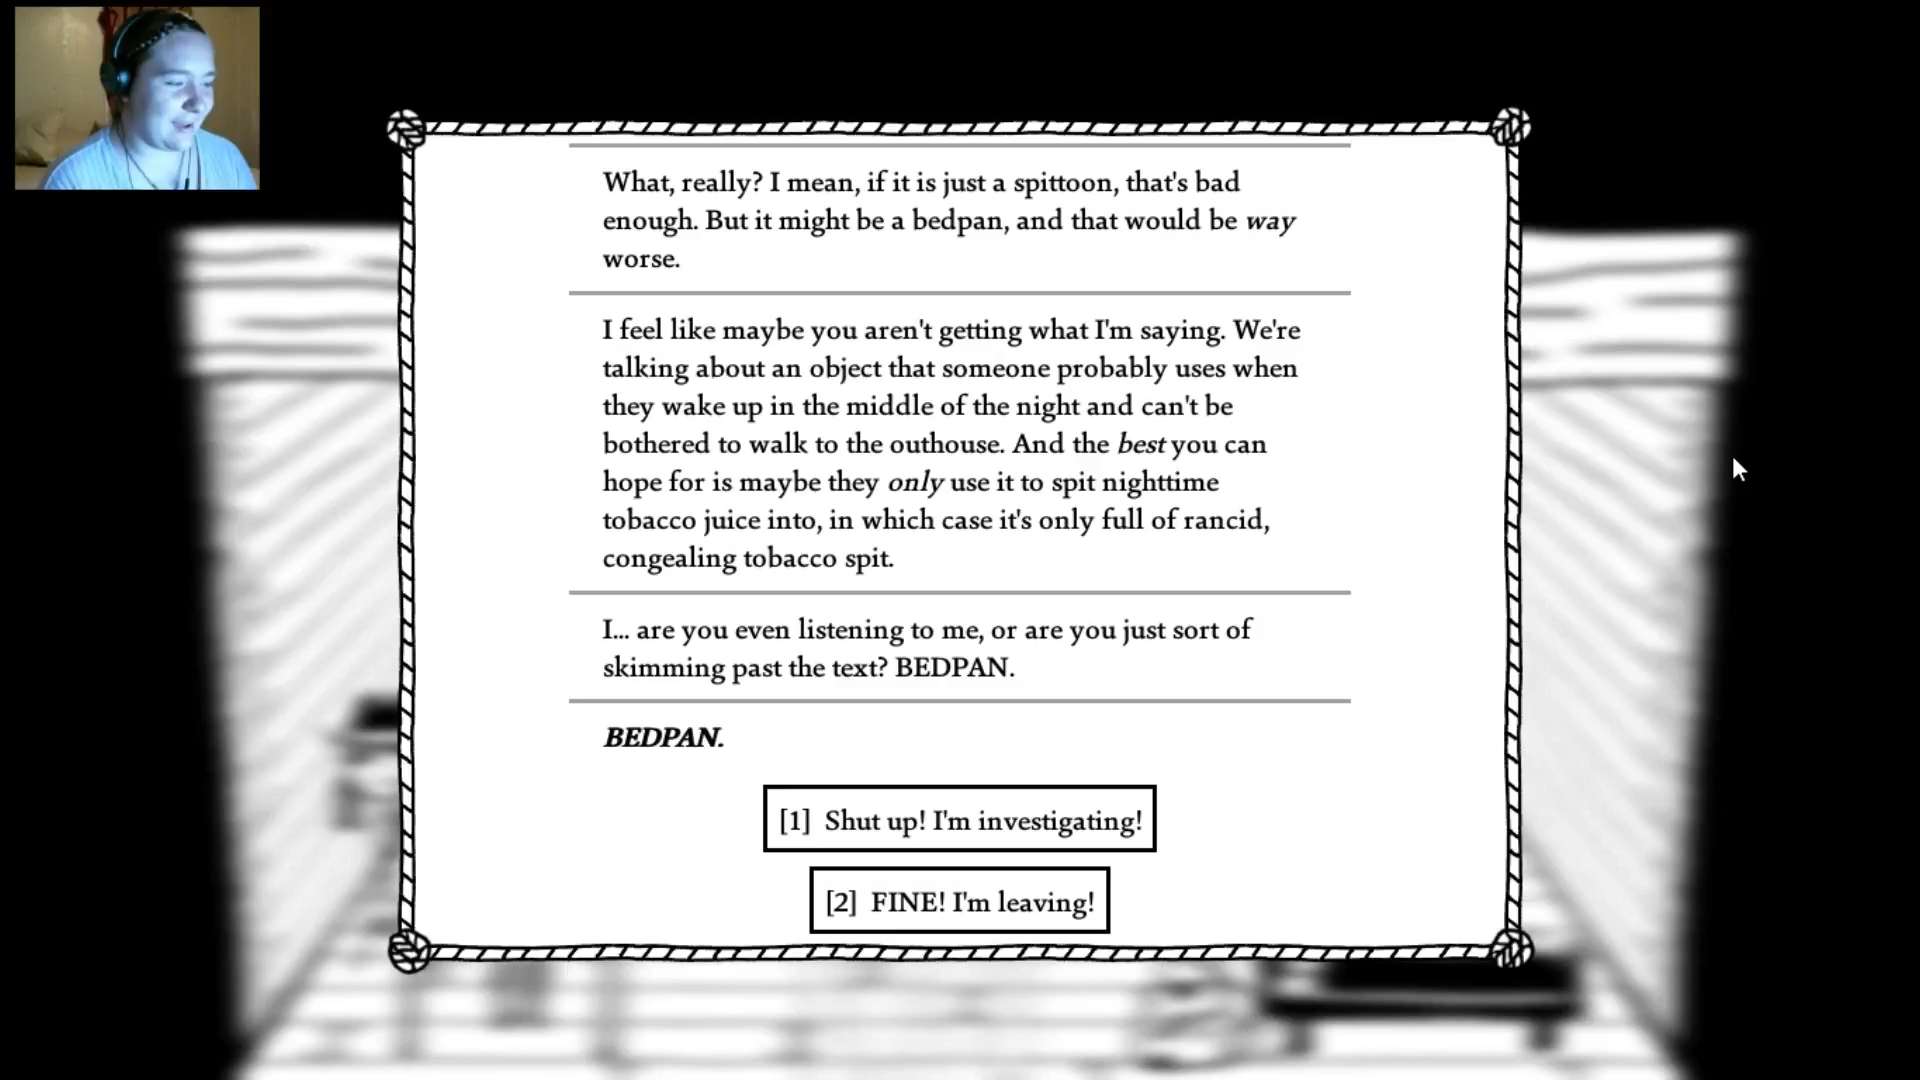 What, really? I mean, if it is just a spittoon, that's bad
enough. But it might be a bedpan, and that would be way
worse.
I feel like maybe you aren't getting what I'm saying. We're
talking about an object that someone probably uses when
they wake up in the middle of the night and can't be
bothered to walk to the outhouse. And the best you can
hope for is maybe they only use it to spit nighttime
tobacco juice into, in which case it's only full of rancid,
congealing tobacco spit.
I... are you even listening to me, or are you just sort of
skimming past the text? BEDPAN.
BEDPAN.
[1] Shut up! I'm investigating!
[2] FINE! I'm leaving!